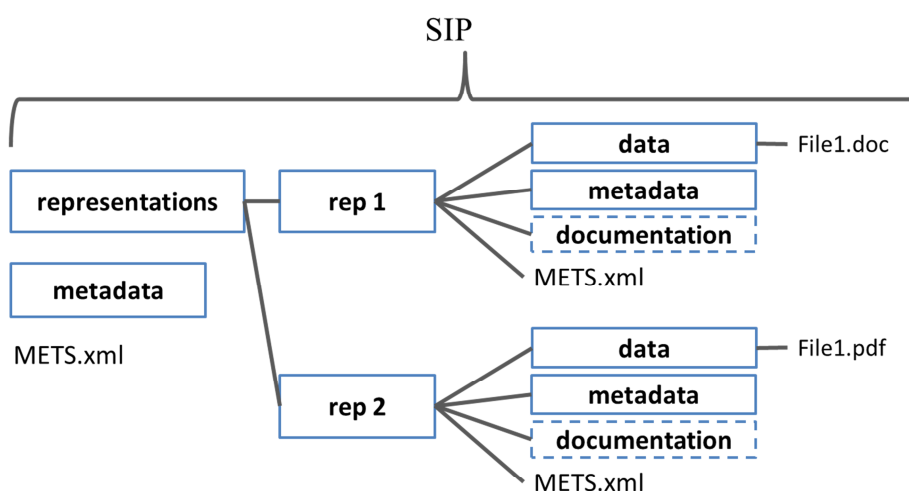 SIP
representations
metadata
METS.xml
rep 1
data
File1.doc
metadata
documentation
METS.xml
rep 2
data
File1.pdf
metadata
documentation
METS.xml